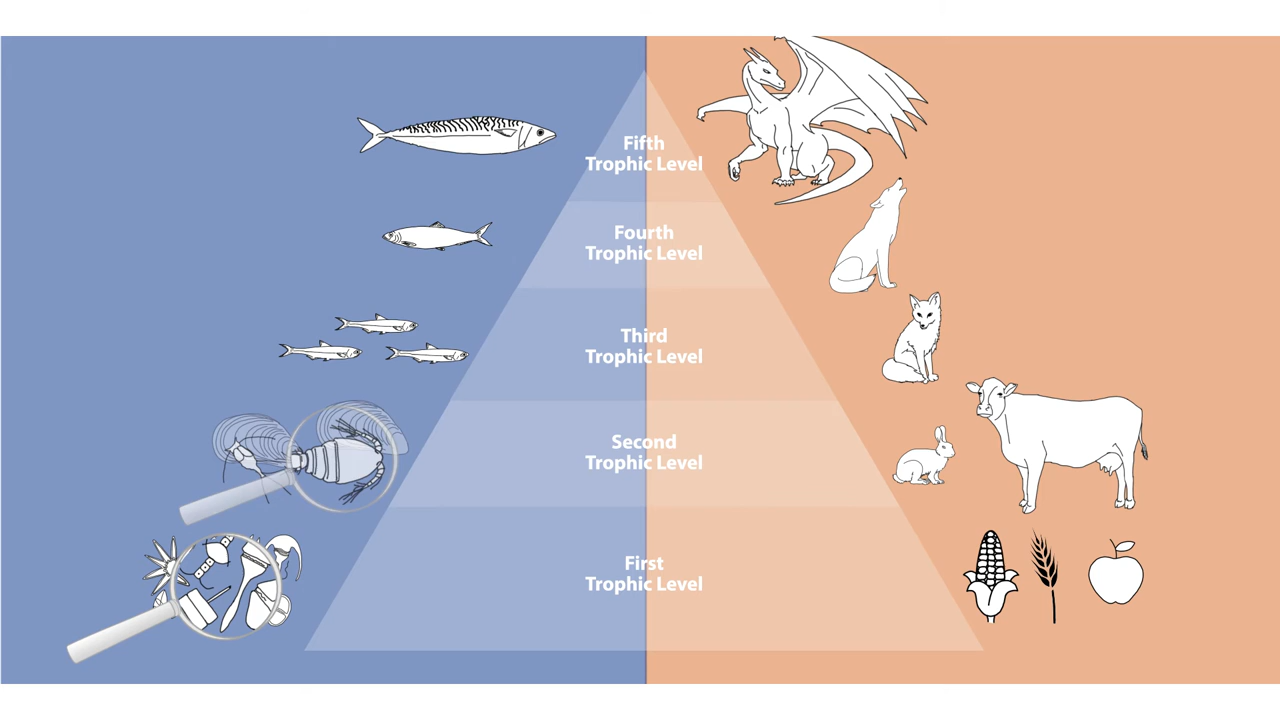 Fifth
Trophic Level
Fourth
Trophic Level
Third
Trophic Level
Second
Trophic Level
First
Trophic Level